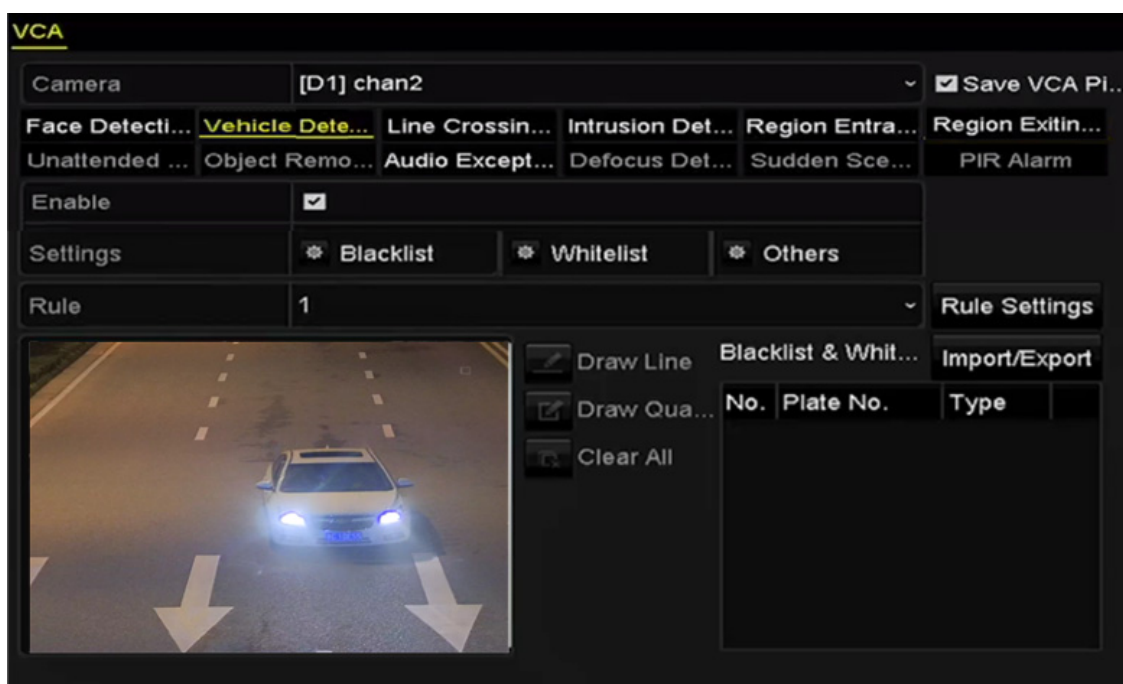 VCA
Camera [D1] chan2 Save VCA Pi...
Face Detecti... Vehicle Dete... Line Crossin... Intrusion Det... Region Entra... Region Exitin...
Unattended ... Object Remo... Audio Except... Defocus Det... Sudden Sce... PIR Alarm
Enable
Settings Blacklist Whitelist Others
Rule 1 Rule Settings
Draw Line Blacklist & Whit... Import/Export
Draw Qua... No. Plate No. Type
Clear All